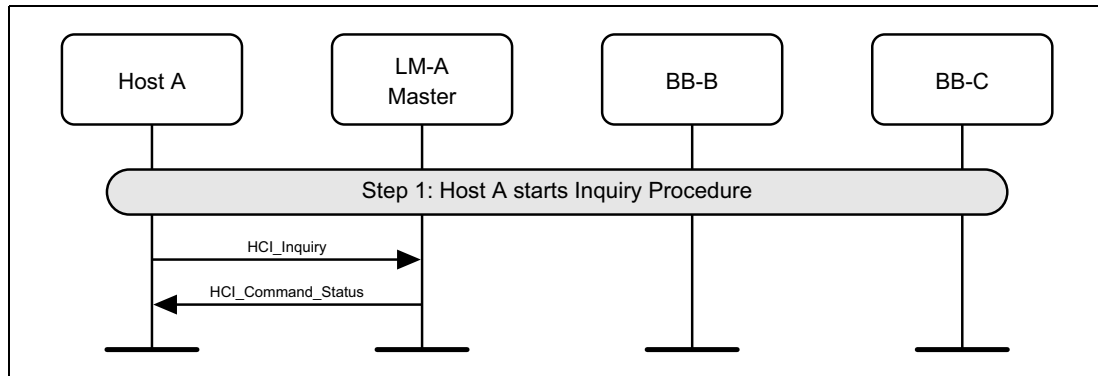 Host A
LM-A
Master
BB-B
BB-C
Step 1: Host A starts Inquiry Procedure
HCI_Inquiry
HCI_Command_Status